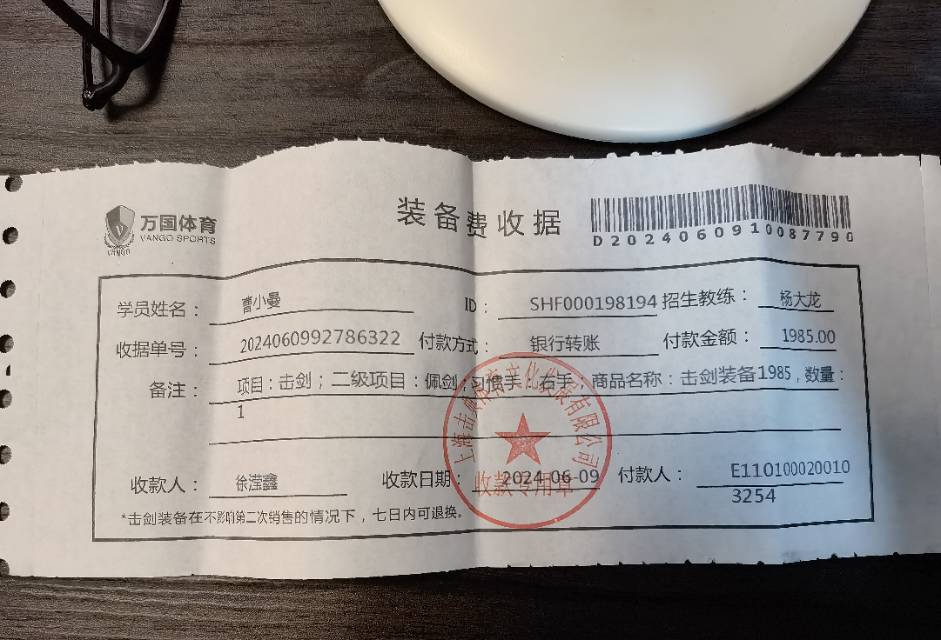 万国体育
VANGO SPORTS
VANGO
装备费收据
D2024060910087790
学员姓名： 曹小曼 ID： SHF000198194 招生教练： 杨大龙
收据单号： 2024060992786322 付款方式： 银行转账 付款金额： 1985.00
备注： 项目：击剑；二级项目：佩剑；习惯手：右手，商品名称：击剑装备1985，数量：
1
收款人： 徐滢鑫 收款日期： 2024-06-09 付款人： E110100020010
3254
*击剑装备在不影响第二次销售的情况下，七日内可退换。
收款专用章